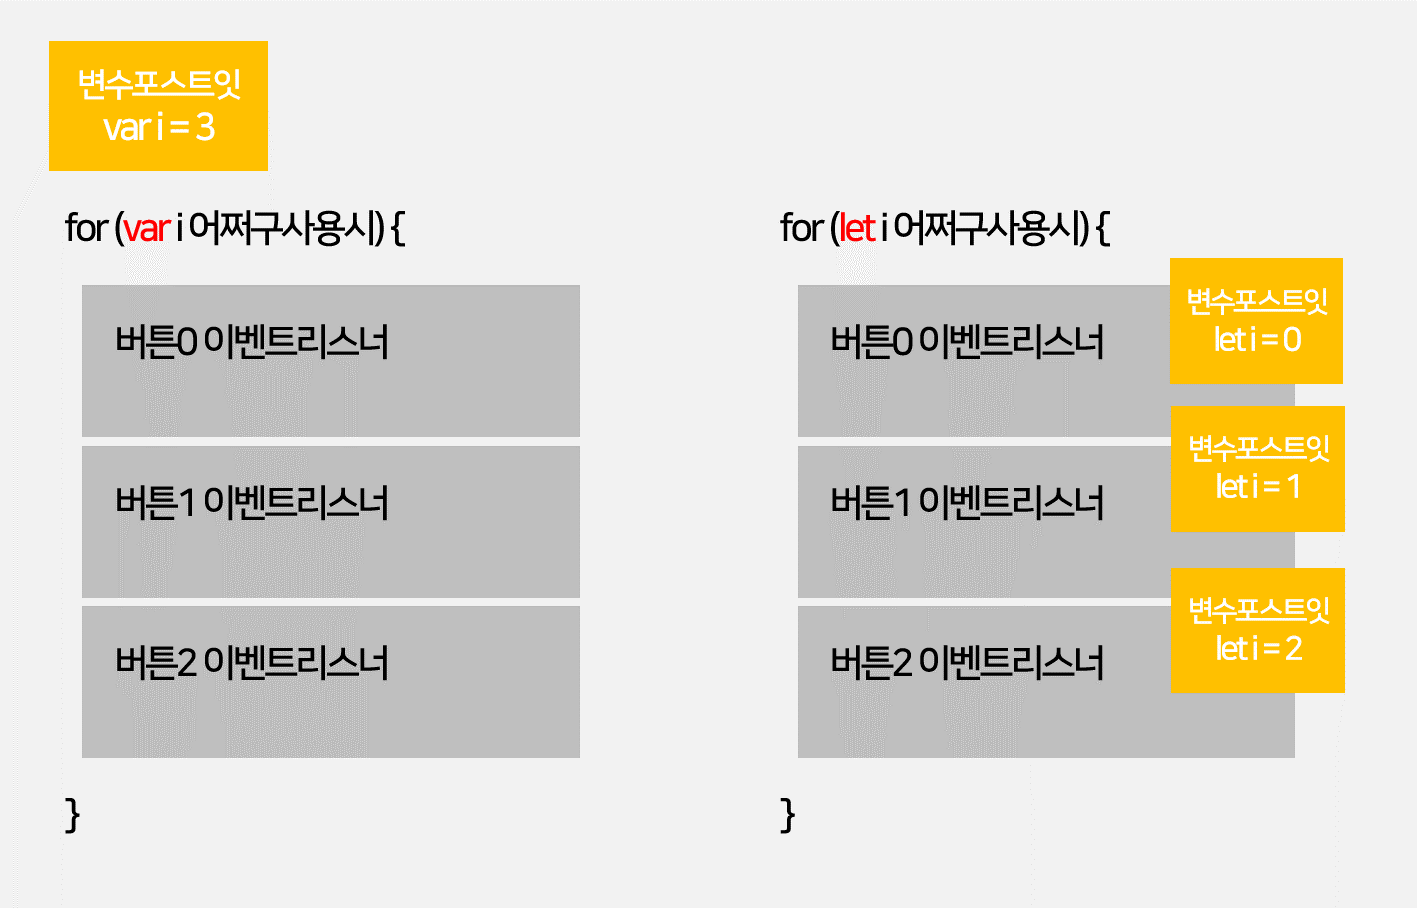 변수포스트잇
var i = 3
for (var i 어쩌구사용시) {
버튼0 이벤트리스너
버튼1 이벤트리스너
버튼2 이벤트리스너
}
for (let i 어쩌구사용시) {
버튼0 이벤트리스너
변수포스트잇
let i = 0
버튼1 이벤트리스너
변수포스트잇
let i = 1
버튼2 이벤트리스너
변수포스트잇
let i = 2
}